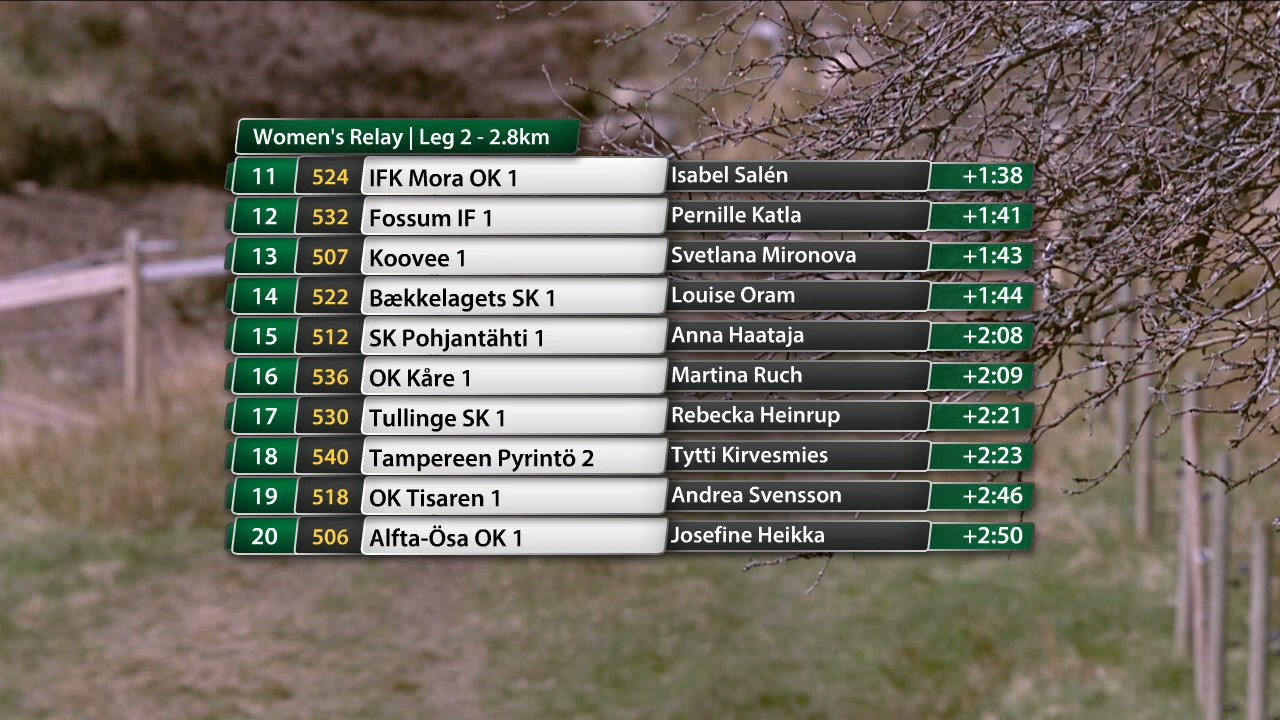 Women's Relay | Leg 2 - 2.8km
11 524 IFK Mora OK 1 Isabel Salén +1:38
12 532 Fossum IF 1 Pernille Katla +1:41
13 507 Koovee 1 Svetlana Mironova +1:43
14 522 Bækkelagets SK 1 Louise Oram +1:44
15 512 SK Pohjantähti 1 Anna Haataja +2:08
16 536 OK Kåre 1 Martina Ruch +2:09
17 530 Tullinge SK 1 Rebecka Heinrup +2:21
18 540 Tampereen Pyrintö 2 Tytti Kirvesmies +2:23
19 518 OK Tisaren 1 Andrea Svensson +2:46
20 506 Alfta-Ösa OK 1 Josefine Heikka +2:50